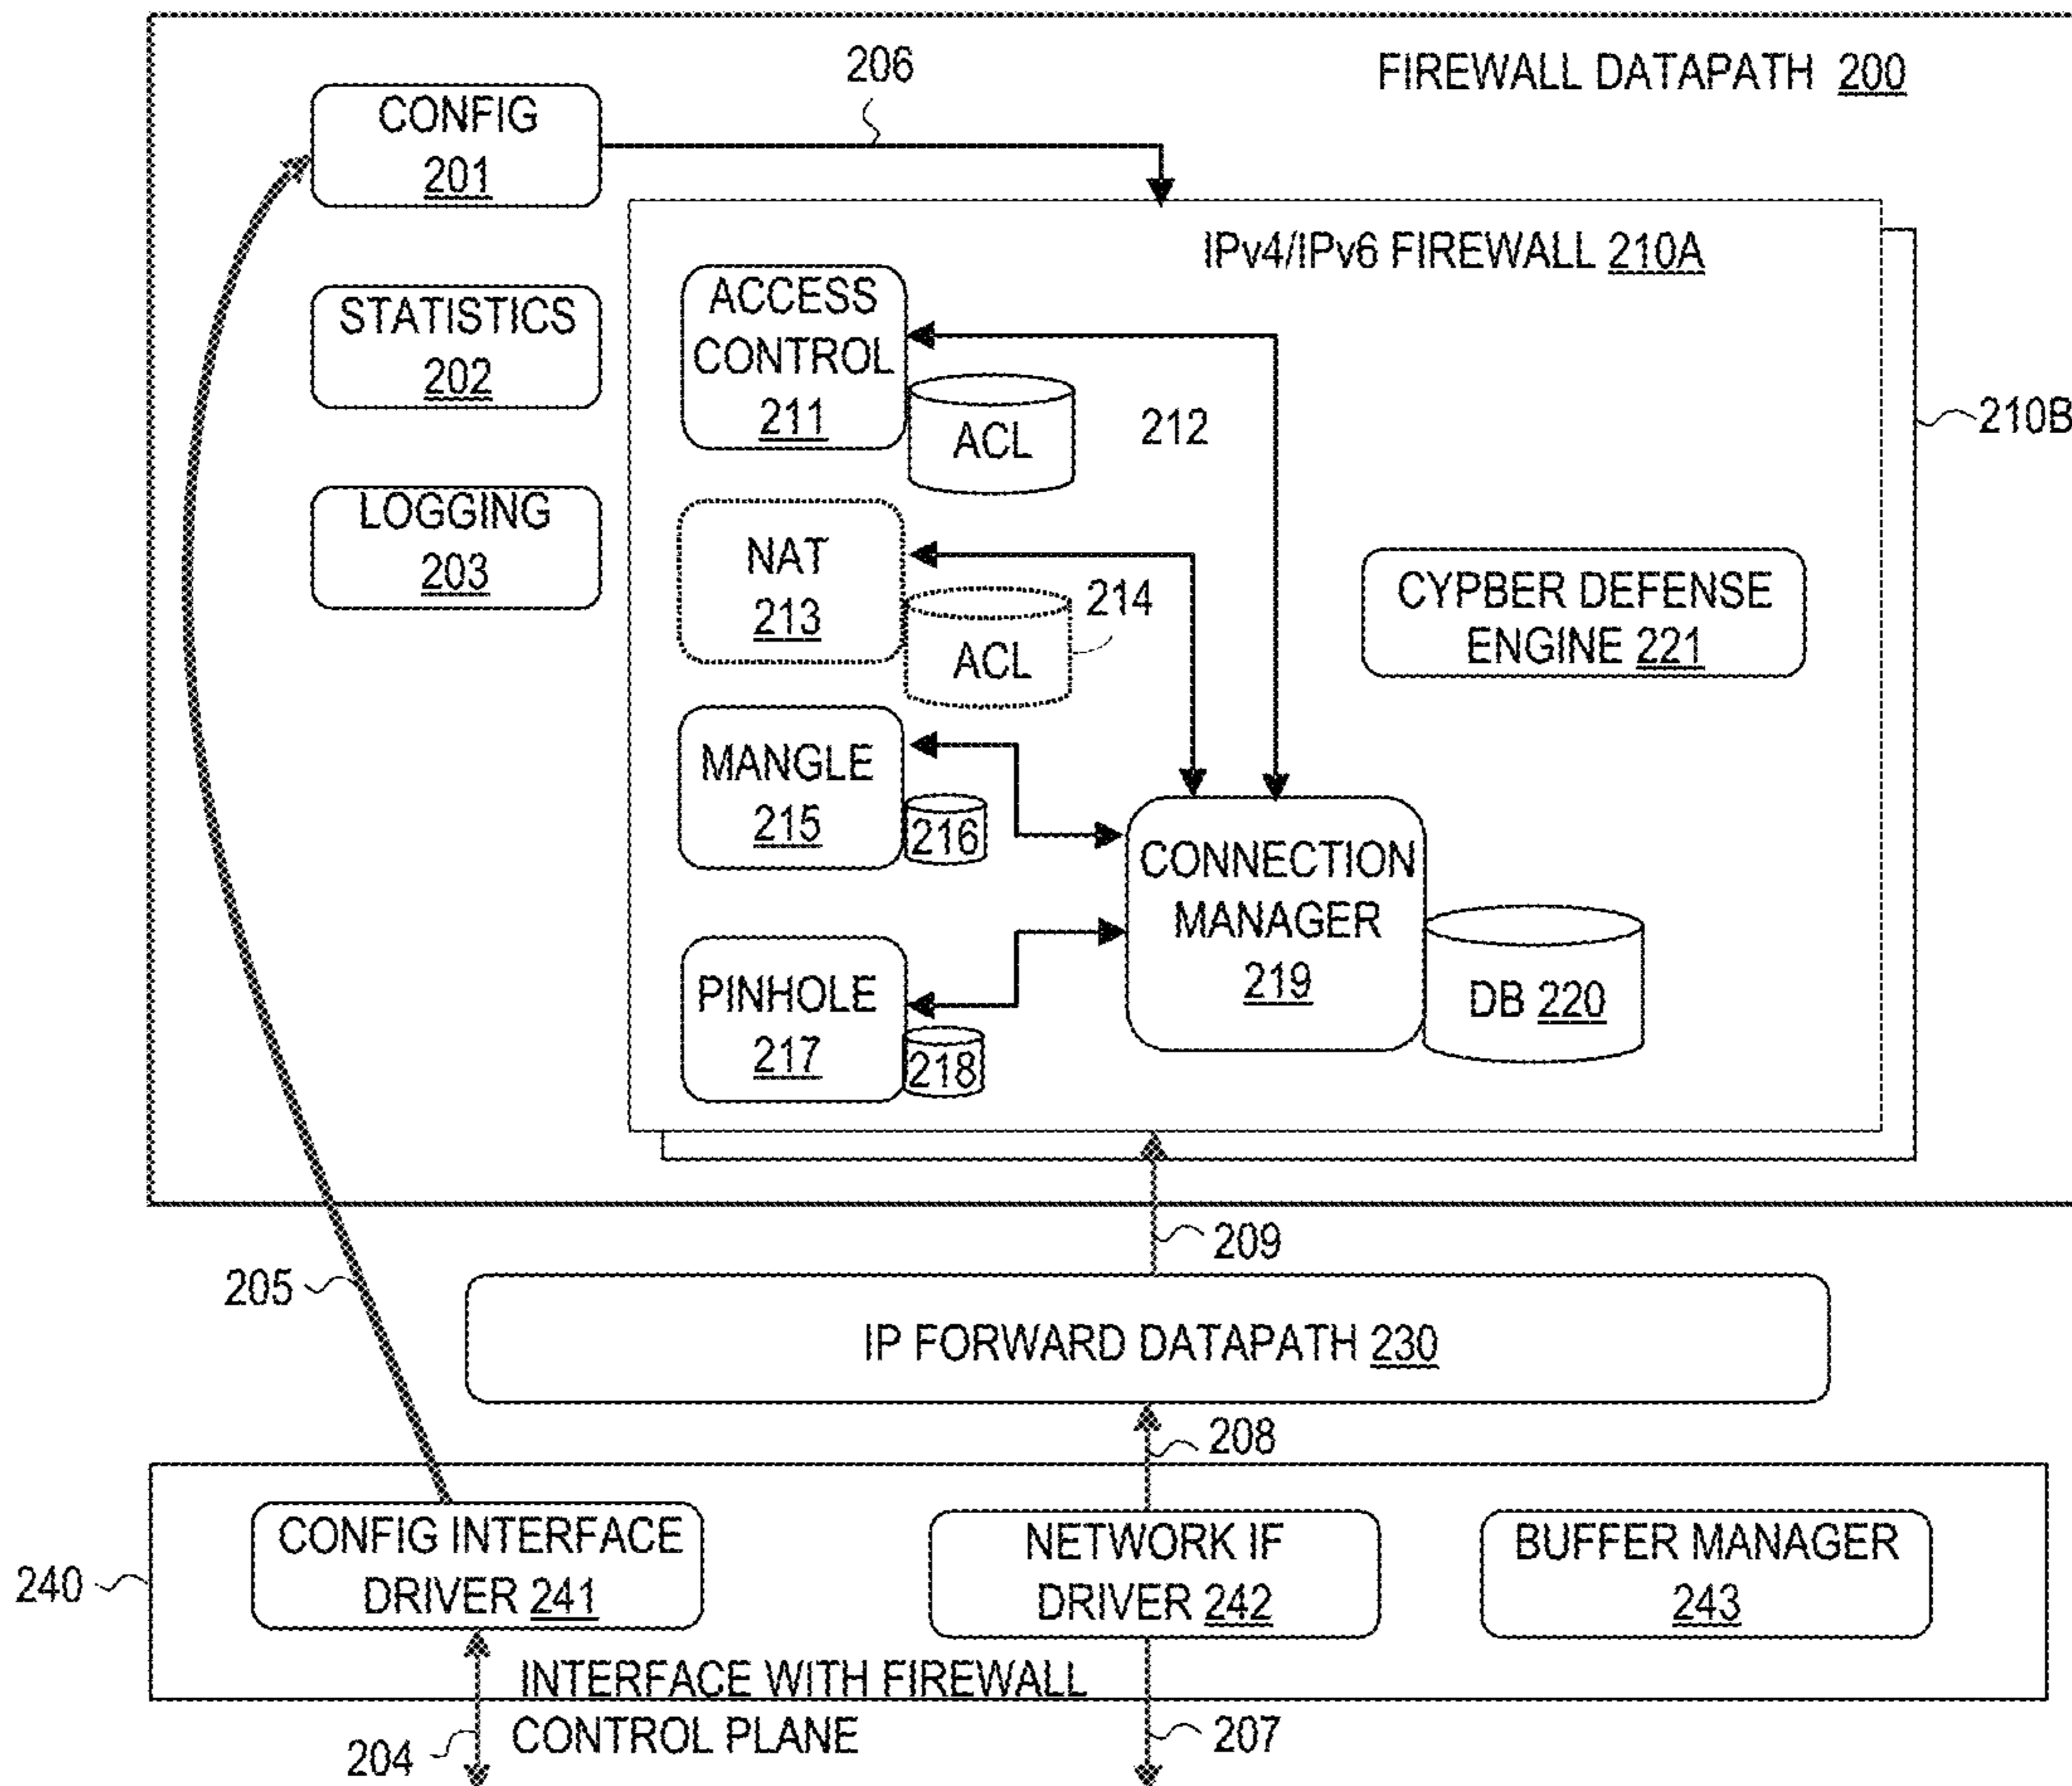 FIREWALL DATAPATH 200
206
CONFIG
201
IPv4/IPv6 FIREWALL 210A
ACCESS
CONTROL
211
STATISTICS
202
ACL
212
210B
LOGGING
203
NAT
213
214
ACL
CYPBER DEFENSE
ENGINE 221
MANGLE
215
216
CONNECTION
MANAGER
219
PINHOLE
217
218
DB 220
209
205
IP FORWARD DATAPATH 230
208
240
CONFIG INTERFACE
DRIVER 241
NETWORK IF
DRIVER 242
BUFFER MANAGER
243
INTERFACE WITH FIREWALL
CONTROL PLANE
204
207